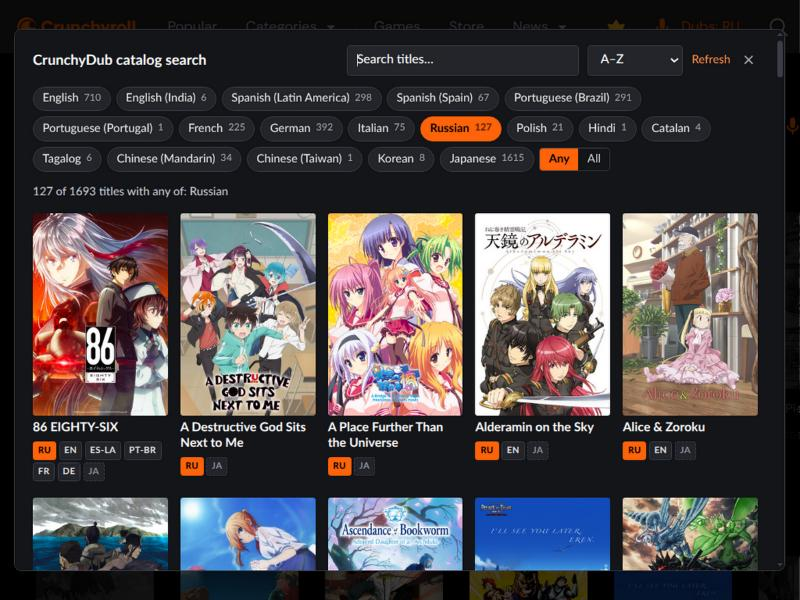 Crunchyroll Popular Categories Games Store News Dubs: RU
CrunchyDub catalog search Search titles... A–Z Refresh
English 710 English (India) 6 Spanish (Latin America) 298 Spanish (Spain) 67 Portuguese (Brazil) 291
Portuguese (Portugal) 1 French 225 German 392 Italian 75 Russian 127 Polish 21 Hindi 1 Catalan 4
Tagalog 6 Chinese (Mandarin) 34 Chinese (Taiwan) 1 Korean 8 Japanese 1615 Any All
127 of 1693 titles with any of: Russian
86
EIGHTY
SIX
A DESTRUCTIVE
GOD SITS
NEXT TO ME
天鏡のアルデラミン
Alice & Zoroku
86 EIGHTY-SIX
RU EN ES-LA PT-BR
FR DE JA
A Destructive God Sits
Next to Me
RU JA
A Place Further Than
the Universe
RU JA
Alderamin on the Sky
RU EN JA
Alice & Zoroku
RU EN JA
Ascendance of a Bookworm
Attack on Titan
I'LL SEE YOU LATER,
EREN.